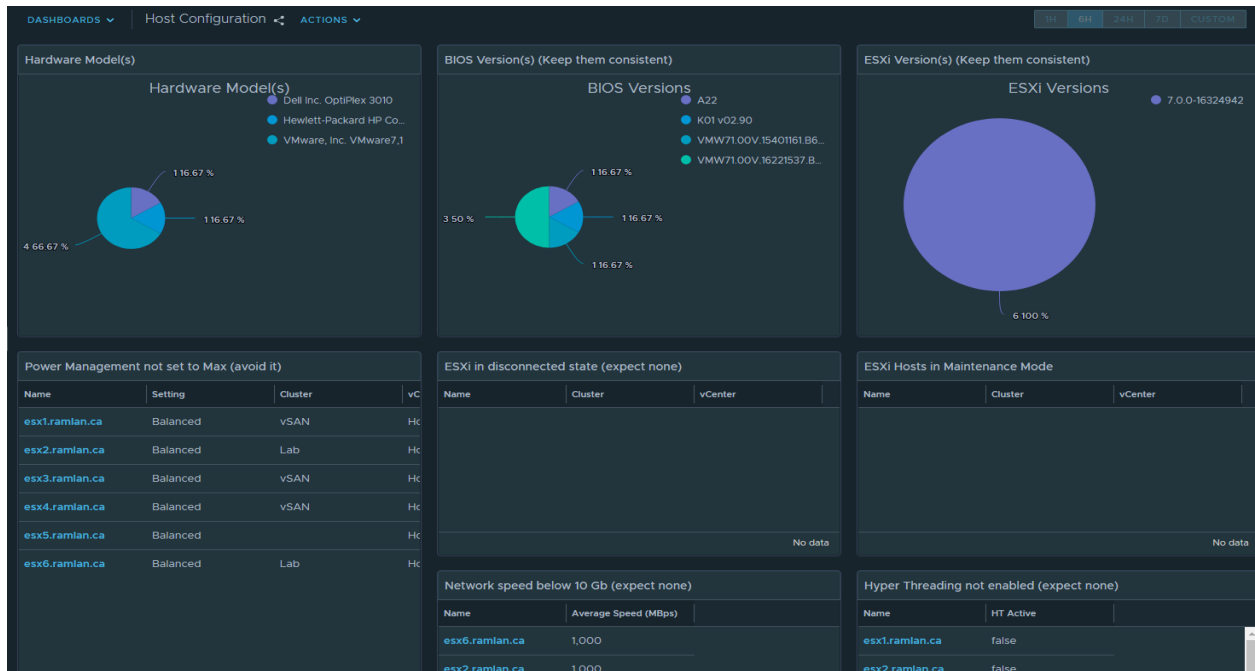 DASHBOARDS Host Configuration ACTIONS 1H 6H 24H 7D CUSTOM
Hardware Model(s)
Hardware Model(s)
Dell Inc. OptiPlex 3010
Hewlett-Packard HP Co...
VMware, Inc. VMware7,1
1 16.67 %
1 16.67 %
4 66.67 %
BIOS Version(s) (Keep them consistent)
BIOS Versions
A22
K01 v02.90
VMW71.00V.15401161.B6...
VMW71.00V.16221537.B...
1 16.67 %
3 50 %
1 16.67 %
1 16.67 %
ESXi Version(s) (Keep them consistent)
ESXi Versions
7.0.0-16324942
6 100 %
Power Management not set to Max (avoid it)
Name Setting Cluster vC
esx1.ramlan.ca Balanced vSAN Ho
esx2.ramlan.ca Balanced Lab Ho
esx3.ramlan.ca Balanced vSAN Ho
esx4.ramlan.ca Balanced vSAN Ho
esx5.ramlan.ca Balanced Ho
esx6.ramlan.ca Balanced Lab Ho
ESXi in disconnected state (expect none)
Name Cluster vCenter
No data
ESXi Hosts in Maintenance Mode
Name Cluster vCenter
No data
Network speed below 10 Gb (expect none)
Name Average Speed (MBps)
esx6.ramlan.ca 1,000
esx2.ramlan.ca 1,000
Hyper Threading not enabled (expect none)
Name HT Active
esx1.ramlan.ca false
esx2.ramlan.ca false